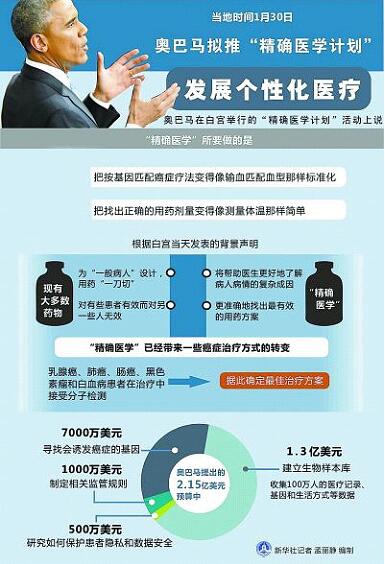 当地时间1月30日
奥巴马拟推“精确医学计划”
发展个性化医疗
奥巴马在白宫举行的“精确医学计划”活动上说
“精确医学”所要做的是
把按基因匹配癌症疗法变得像输血匹配血型那样标准化
把找出正确的用药剂量变得像测量体温那样简单
根据白宫当天发表的背景声明
现有
大多数
药物
为“一般病人”设计，
用药“一刀切”
对有些患者有效而对另
一些人无效
将帮助医生更好地了解
病人病情的复杂成因
更准确地找出最有效
的用药方案
“精确
医学”
“精确医学”已经带来一些癌症治疗方式的转变
乳腺癌、肺癌、肠癌、黑色
素瘤和白血病患者在治疗中
接受分子检测
据此确定最佳治疗方案
7000万美元
寻找会诱发癌症的基因
1000万美元
制定相关监管规则
500万美元
研究如何保护患者隐私和数据安全
奥巴马提出的
2.15亿美元
预算中
1.3亿美元
建立生物样本库
收集100万人的医疗记录、
基因和生活方式等数据
新华社记者 孟丽静 编制